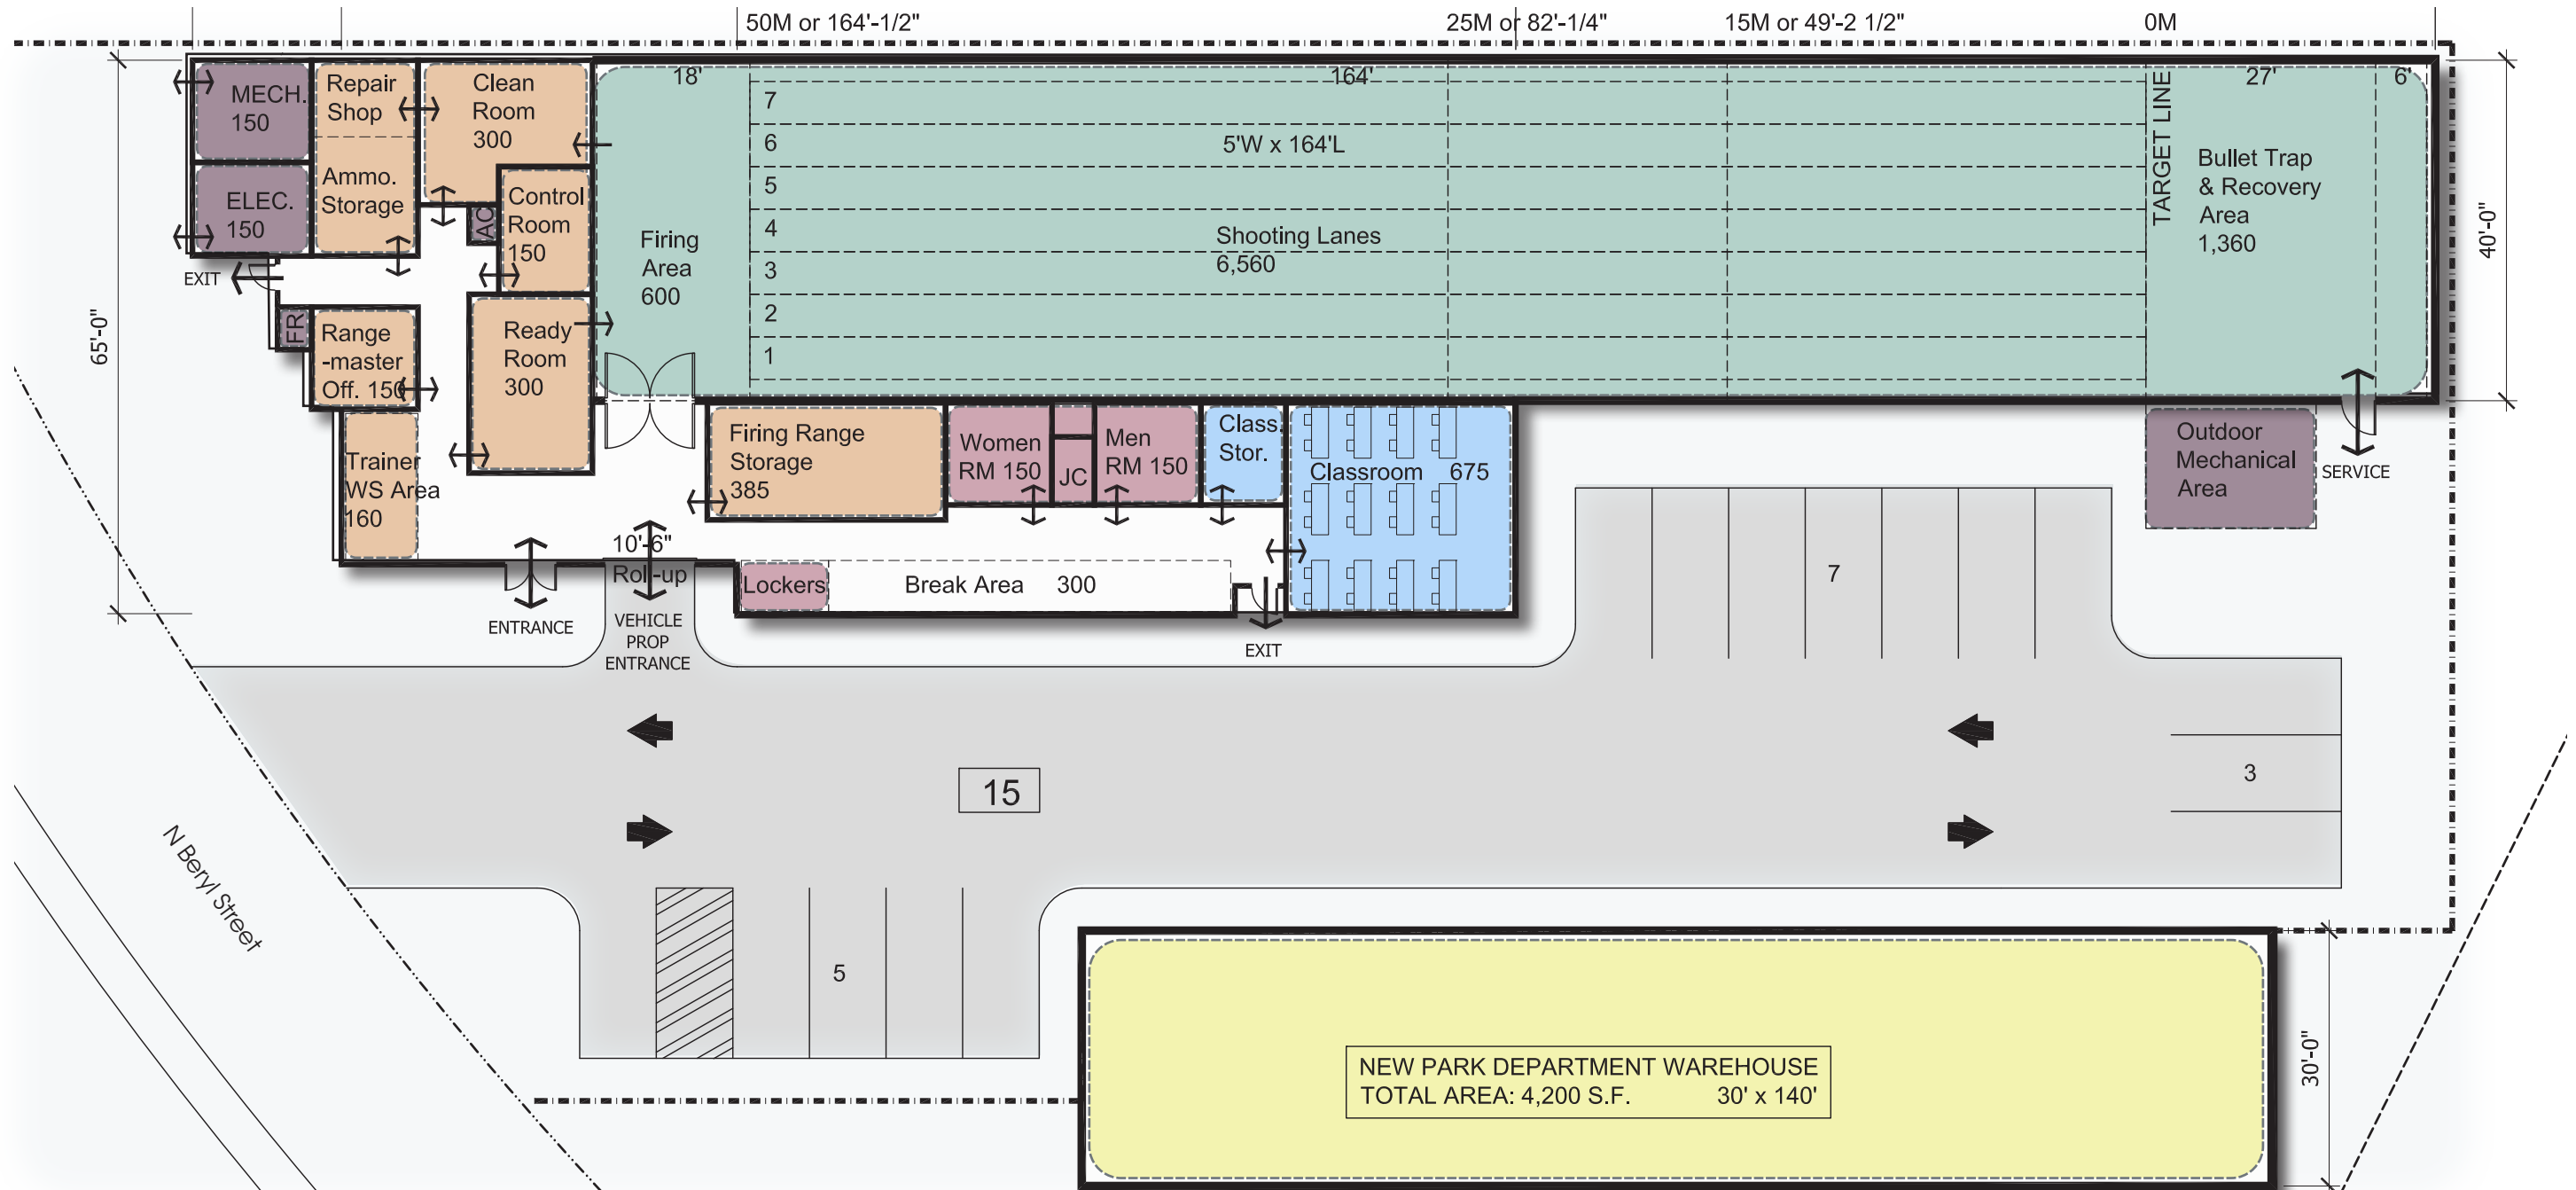 50M or 164'-1/2"
25M or 82'-1/4"
15M or 49'-2 1/2"
0M
18'
164'
27'
6'
MECH.
150
Repair
Shop
Clean
Room
300
ELEC.
150
Ammo.
Storage
AC
Control
Room
150
Firing
Area
600
7
6
5
4
3
2
1
5'W x 164'L
Shooting Lanes
6,560
TARGET LINE
Bullet Trap
& Recovery
Area
1,360
40'-0"
65'-0"
EXIT
FR
Range
-master
Off. 150
Ready
Room
300
Trainer
WS Area
160
Firing Range
Storage
385
Women
RM 150
JC
Men
RM 150
Class.
Stor.
Classroom 675
Outdoor
Mechanical
Area
SERVICE
10'-6"
Roll-up
Lockers
Break Area 300
ENTRANCE
VEHICLE
PROP
ENTRANCE
EXIT
7
3
15
5
N Beryl Street
NEW PARK DEPARTMENT WAREHOUSE
TOTAL AREA: 4,200 S.F. 30' x 140'
30'-0"